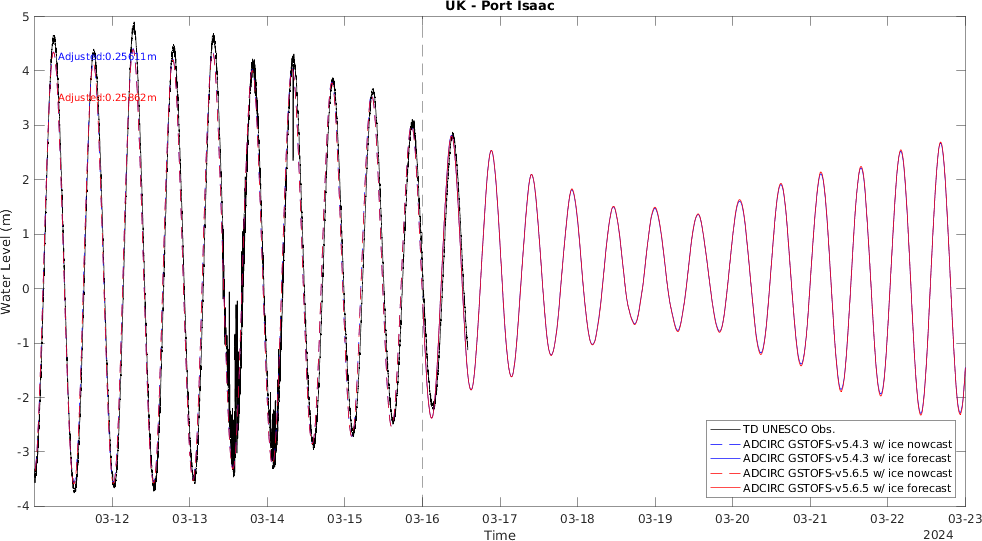 UK - Port Isaac
5
4
3
2
1
0
-1
-2
-3
-4
Water Level (m)
Adjusted:0.25611m
Adjusted:0.25862m
TD UNESCO Obs.
ADCIRC GSTOFS-v5.4.3 w/ ice nowcast
ADCIRC GSTOFS-v5.4.3 w/ ice forecast
ADCIRC GSTOFS-v5.6.5 w/ ice nowcast
ADCIRC GSTOFS-v5.6.5 w/ ice forecast
03-12 03-13 03-14 03-15 03-16 03-17 03-18 03-19 03-20 03-21 03-22 03-23
Time
2024